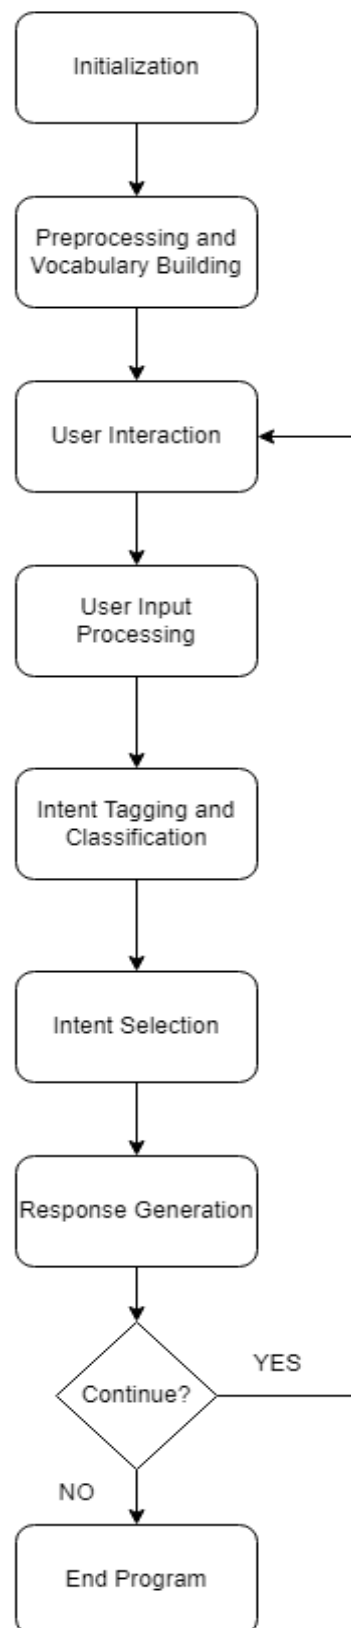 Initialization
Preprocessing and
Vocabulary Building
User Interaction
User Input
Processing
Intent Tagging and
Classification
Intent Selection
Response Generation
Continue?
YES
NO
End Program